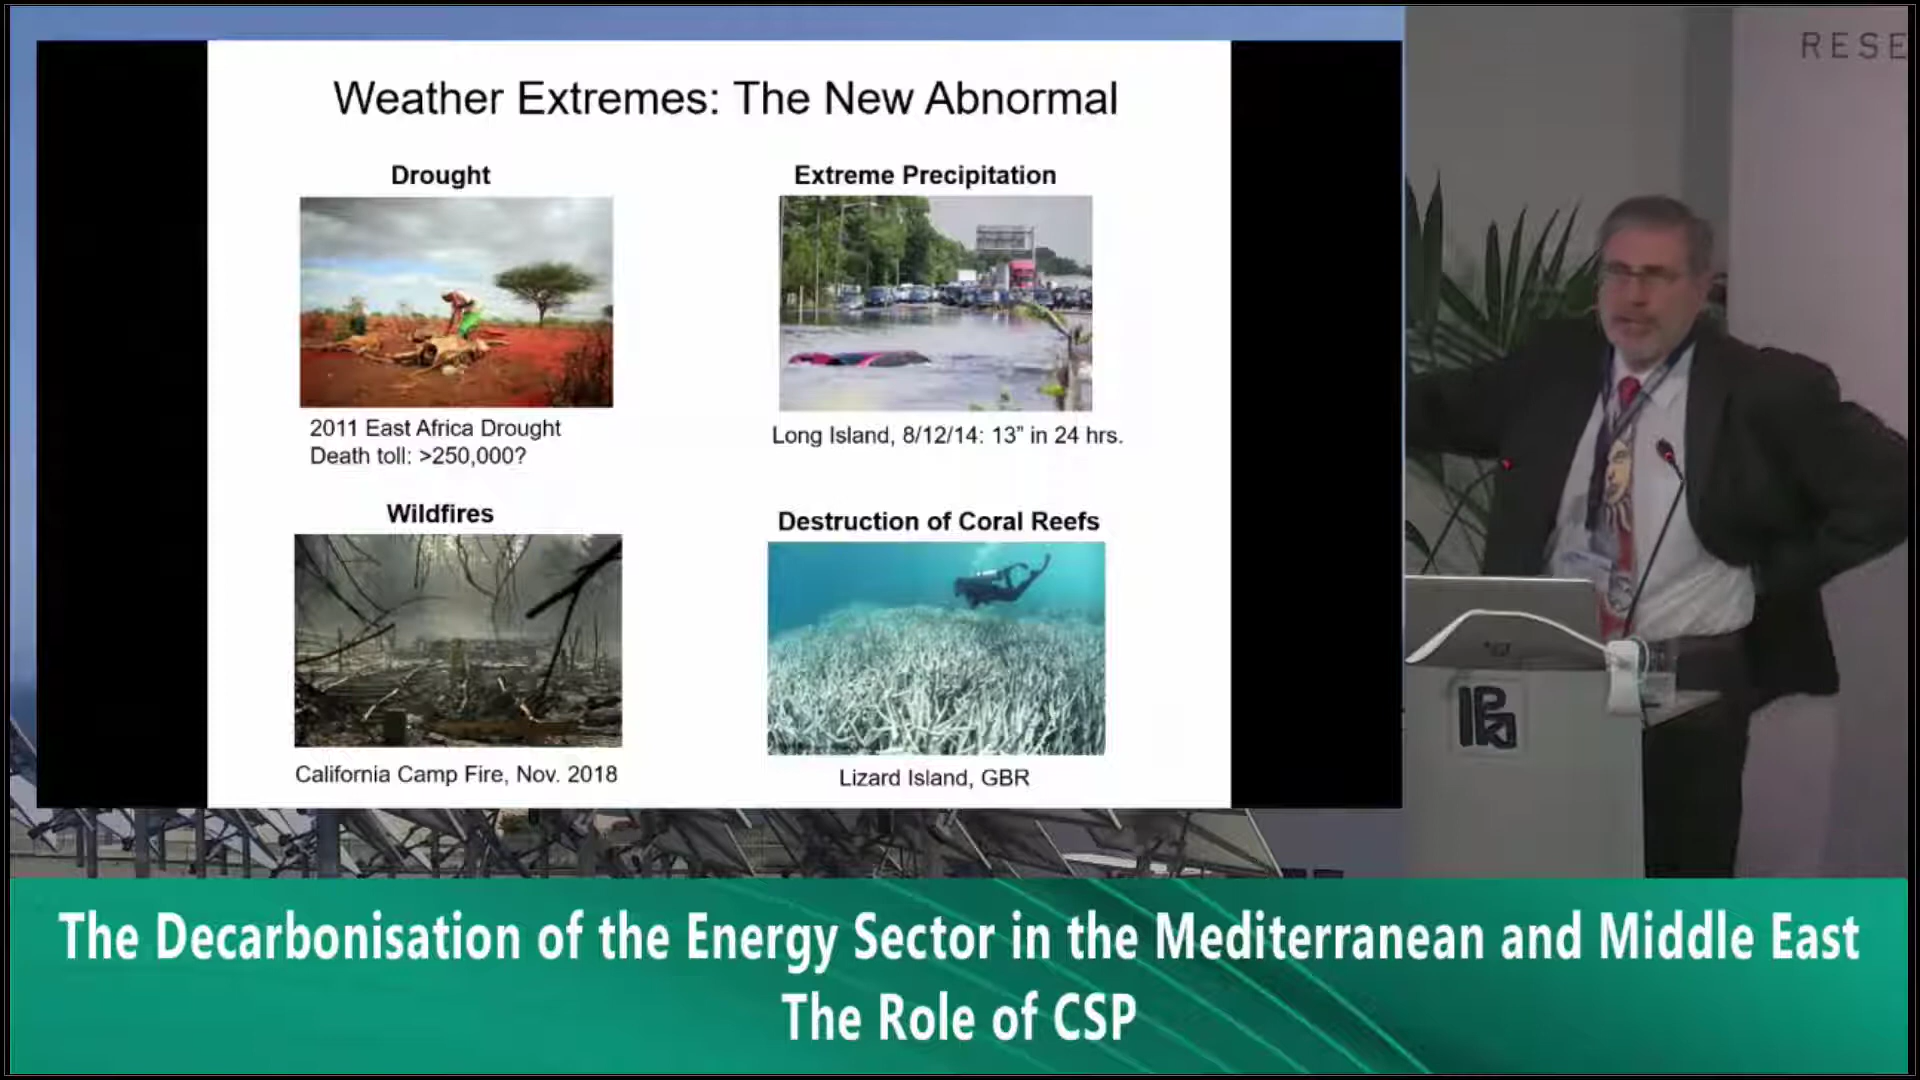 Weather Extremes: The New Abnormal
Drought
Extreme Precipitation
2011 East Africa Drought
Death toll: >250,000?
Long Island, 8/12/14: 13” in 24 hrs.
Wildfires
Destruction of Coral Reefs
California Camp Fire, Nov. 2018
Lizard Island, GBR
RESE
The Decarbonisation of the Energy Sector in the Mediterranean and Middle East
The Role of CSP